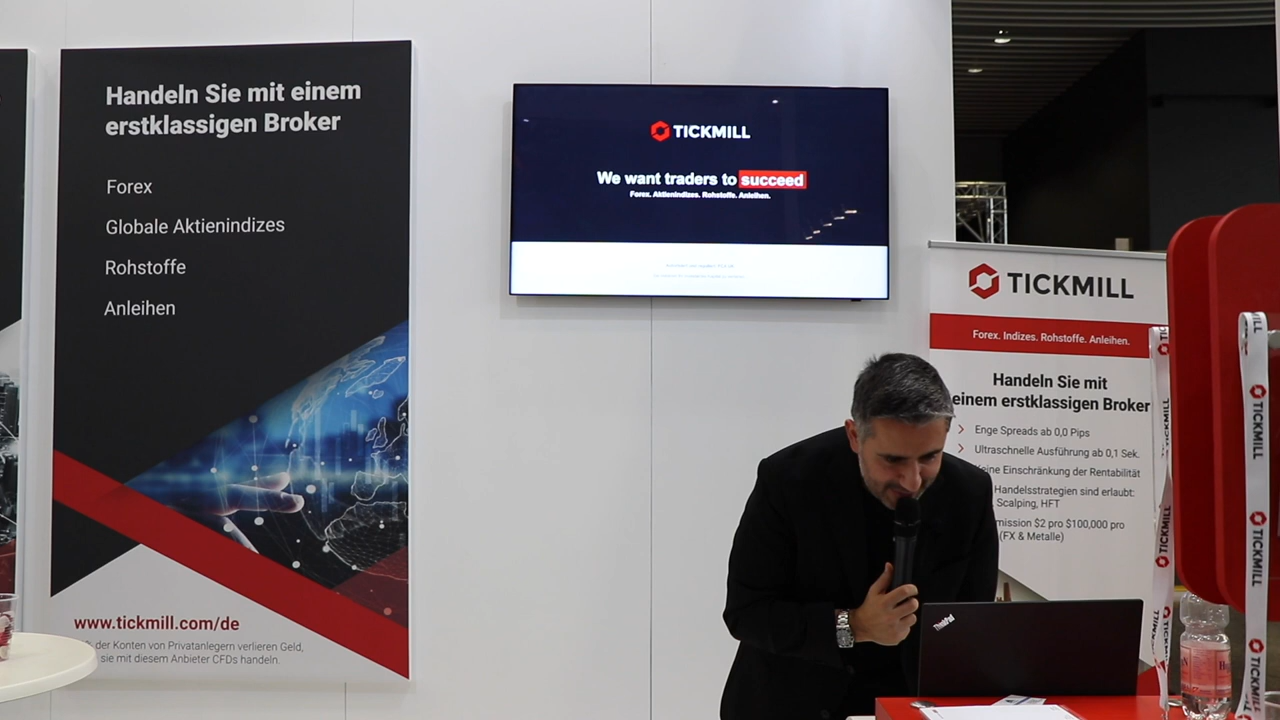 Handeln Sie mit einem
erstklassigen Broker
Forex
Globale Aktienindizes
Rohstoffe
Anleihen
www.tickmill.com/de
der Konten von Privatanlegern verlieren Geld,
sie mit diesem Anbieter CFDs handeln.
TICKMILL
We want traders to succeed
Forex. Aktienindizes. Rohstoffe. Anleihen.
TICKMILL
Forex. Indizes. Rohstoffe. Anleihen.
Handeln Sie mit
einem erstklassigen Broker
Enge Spreads ab 0,0 Pips
Ultraschnelle Ausführung ab 0,1 Sek.
Keine Einschränkung der Rentabilität
Handelsstrategien sind erlaubt:
Scalping, HFT
mission $2 pro $100,000 pro
(FX & Metalle)
ThinkPad
TICKMILL
TICKMILL
TICKMILL
TICKMILL
TICKMILL
TICKMILL